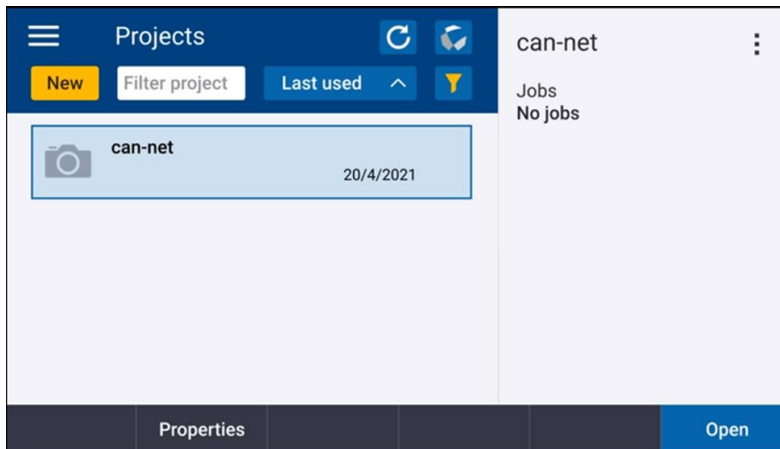 Projects
New
Filter project
Last used
can-net
20/4/2021
can-net
Jobs
No jobs
Properties
Open